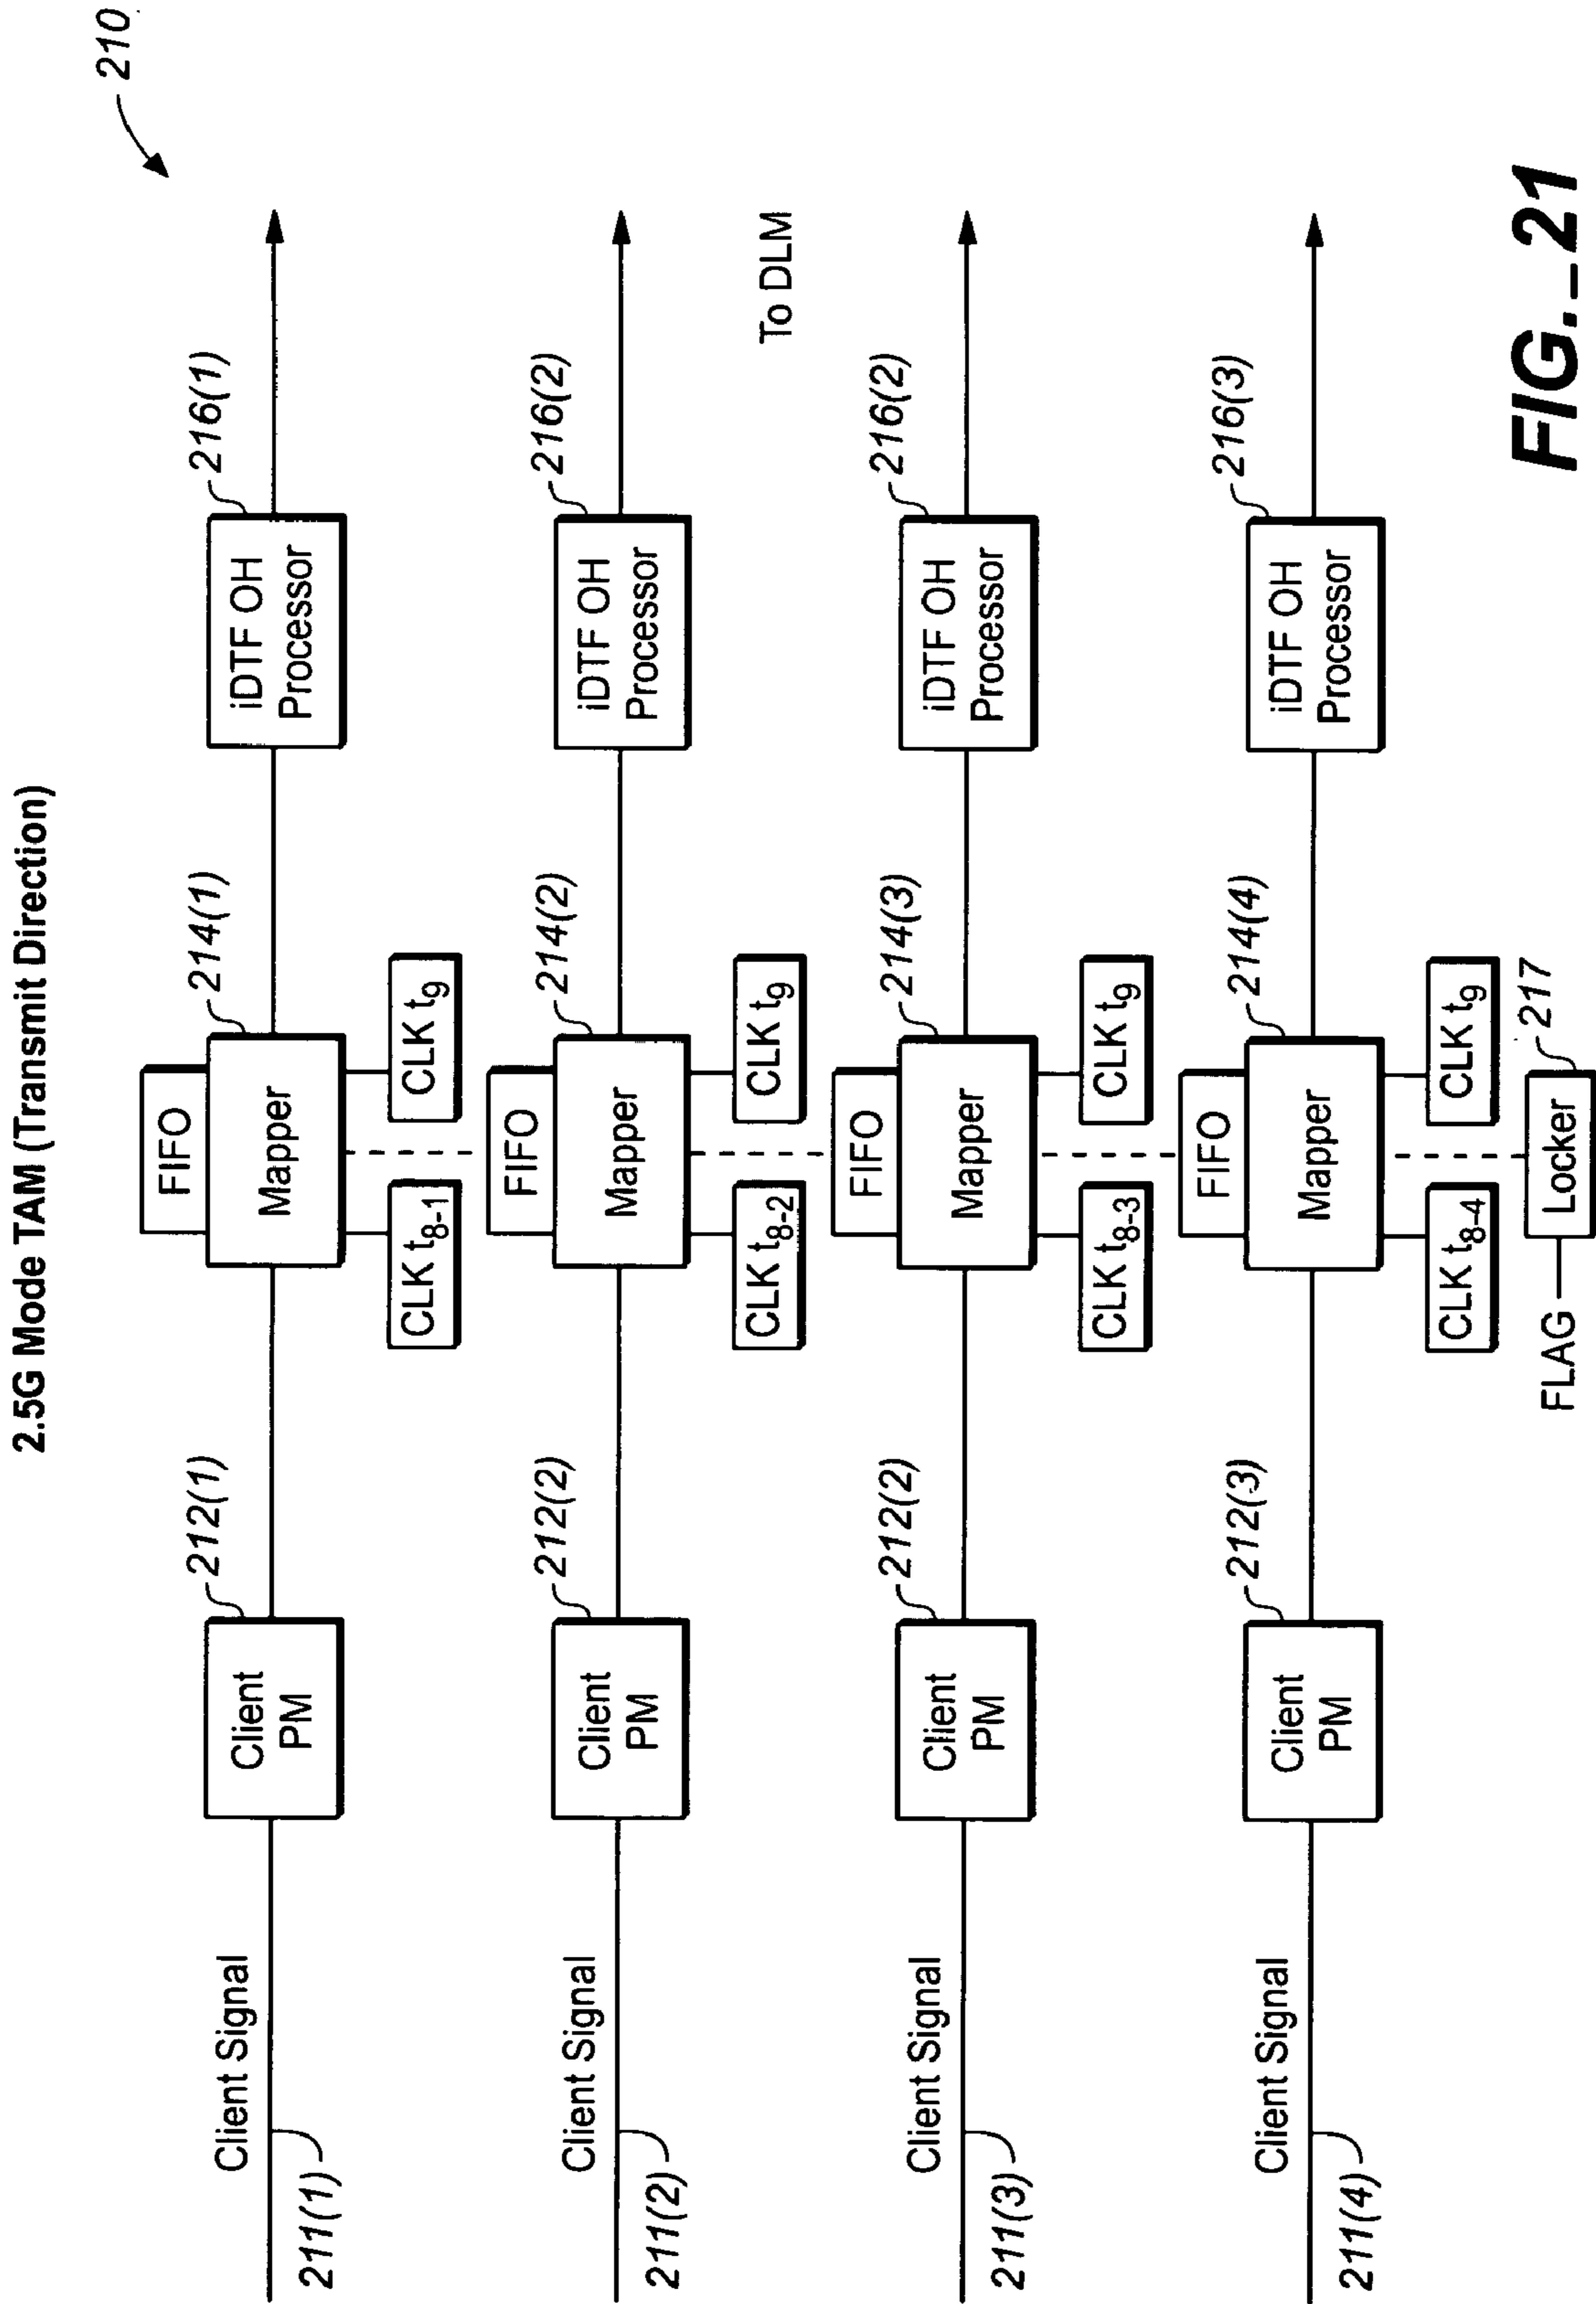 2.5G Mode TAM (Transmit Direction)
210
Client Signal
211(1)
Client
PM
212(1)
FIFO
Mapper
214(1)
CLK t8-1
CLK t9
iDTF OH
Processor
216(1)
Client Signal
211(2)
Client
PM
212(2)
FIFO
Mapper
214(2)
CLK t8-2
CLK t9
iDTF OH
Processor
216(2)
To DLM
Client Signal
211(3)
Client
PM
212(2)
FIFO
Mapper
214(3)
CLK t8-3
CLK t9
iDTF OH
Processor
216(2)
Client Signal
211(4)
Client
PM
212(3)
FIFO
Mapper
214(4)
CLK t8-4
CLK t9
iDTF OH
Processor
216(3)
FLAG
Locker
217
FIG._21